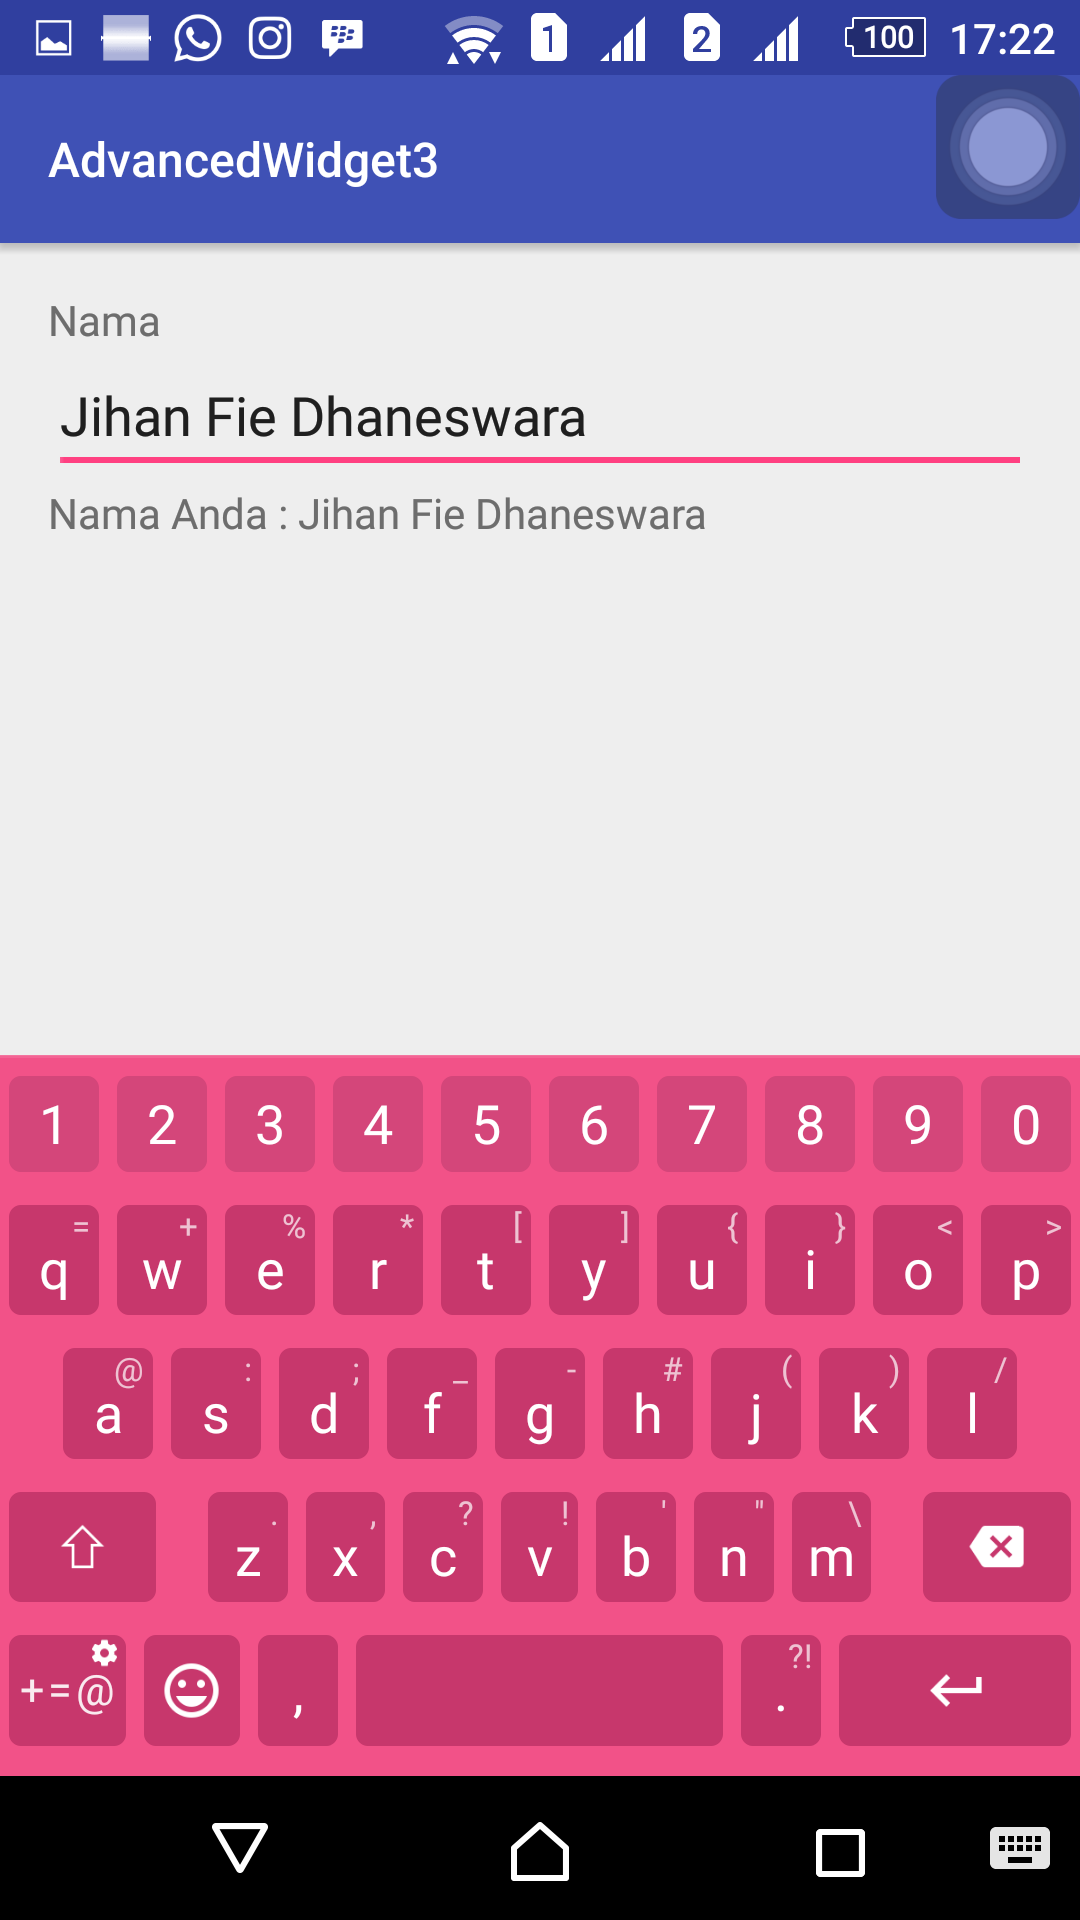 1 2 100 17:22
AdvancedWidget3
Nama
Jihan Fie Dhaneswara
Nama Anda : Jihan Fie Dhaneswara
1 2 3 4 5 6 7 8 9 0
= + % * [ ] { } < >
q w e r t y u i o p
@ : ; _ - # ( ) /
a s d f g h j k l
. , ? ! ' " \
z x c v b n m
?!
+=@ , .